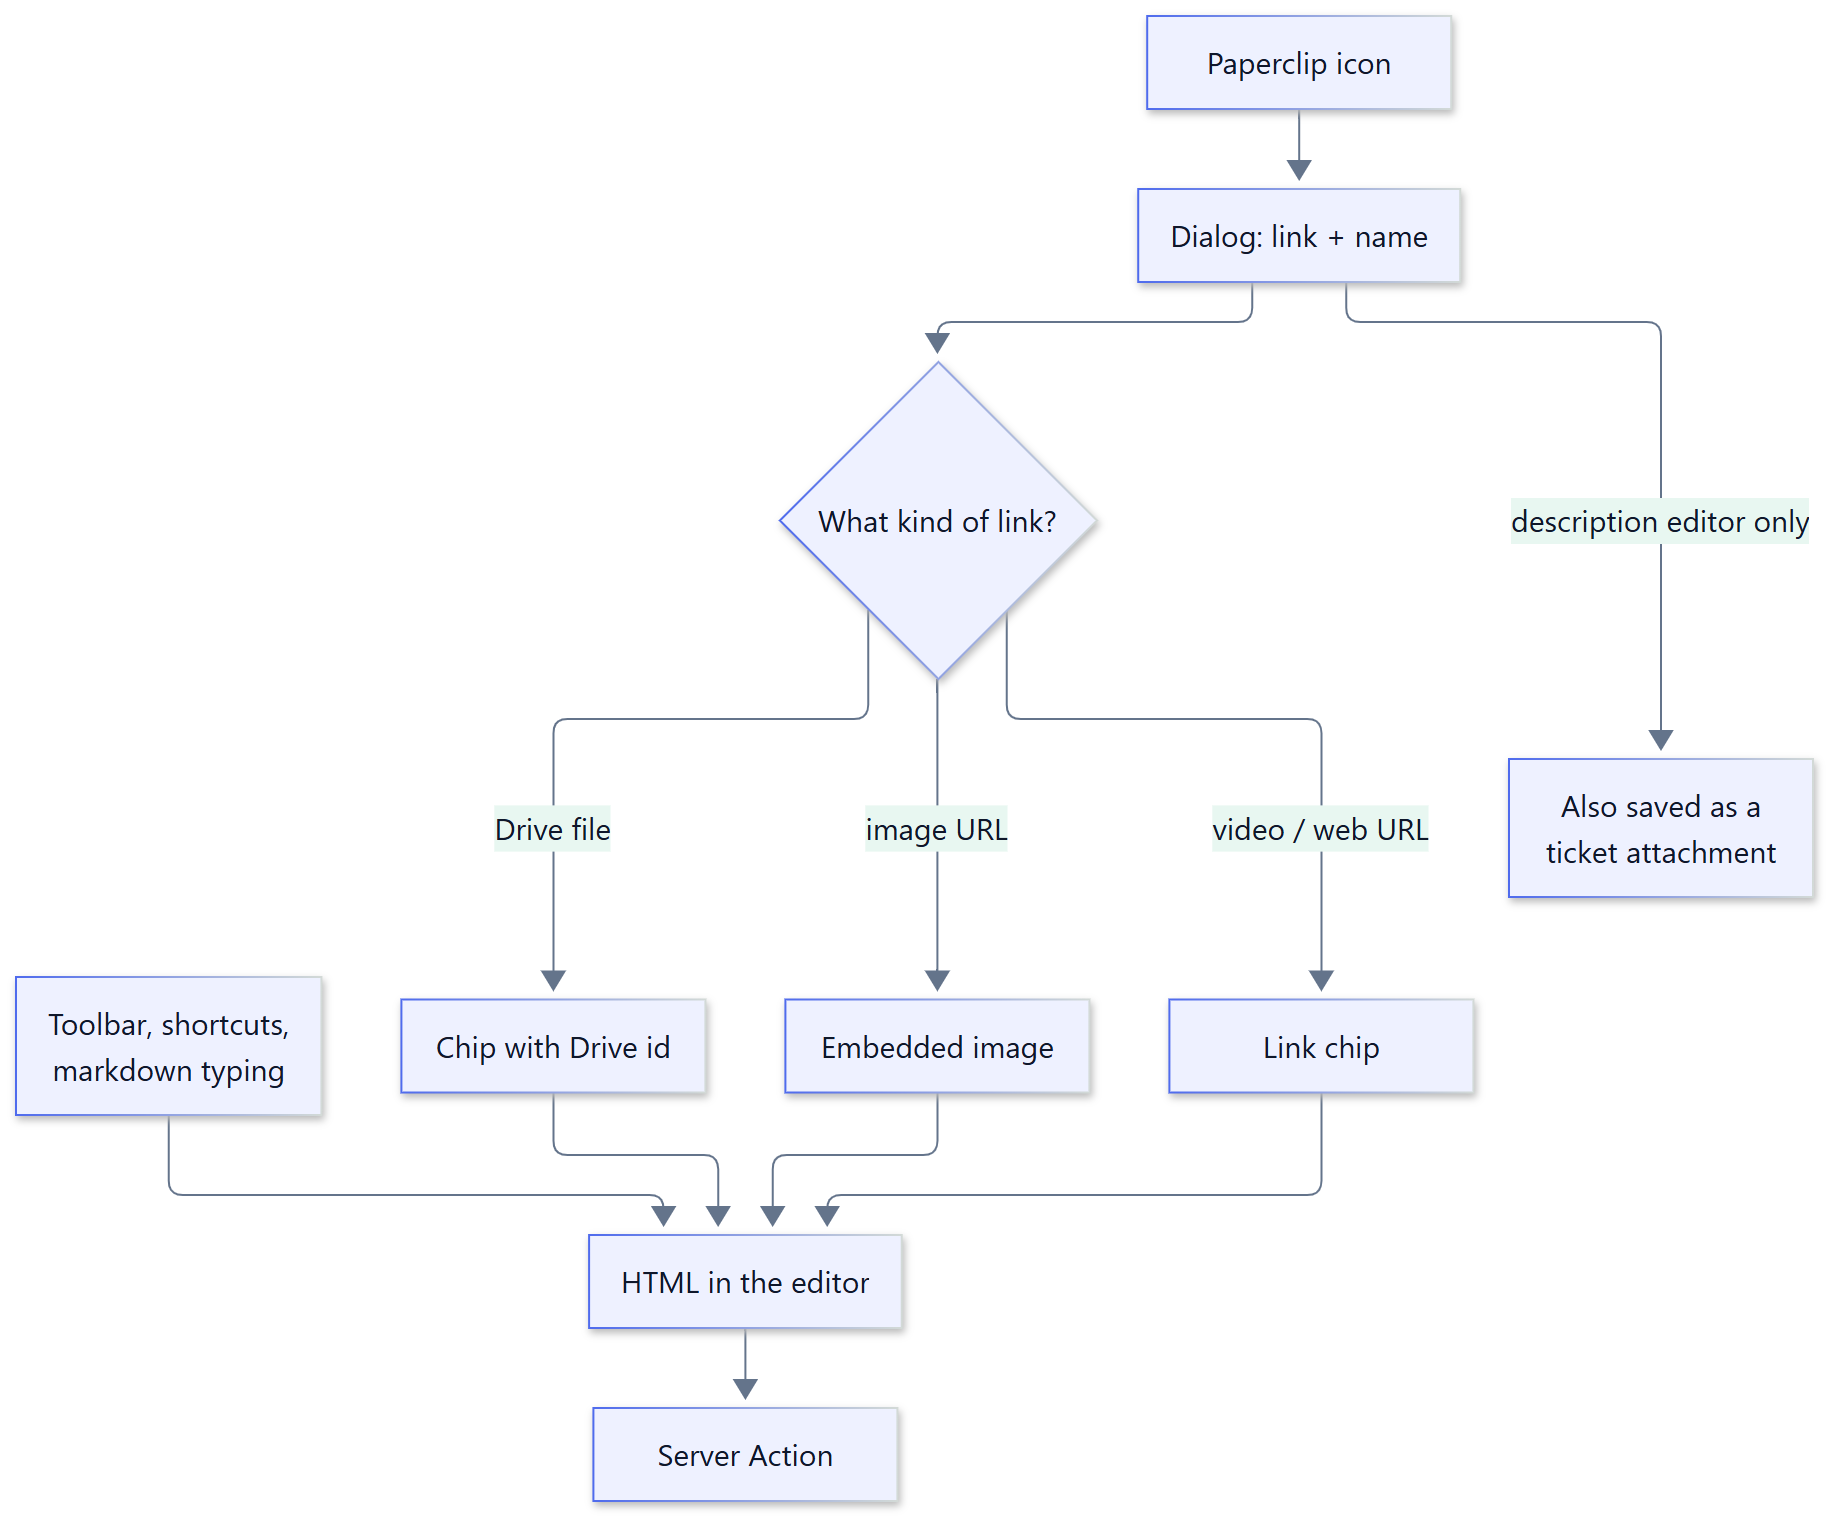 Paperclip icon
Dialog: link + name
What kind of link?
description editor only
Drive file
image URL
video / web URL
Also saved as a
ticket attachment
Toolbar, shortcuts,
markdown typing
Chip with Drive id
Embedded image
Link chip
HTML in the editor
Server Action